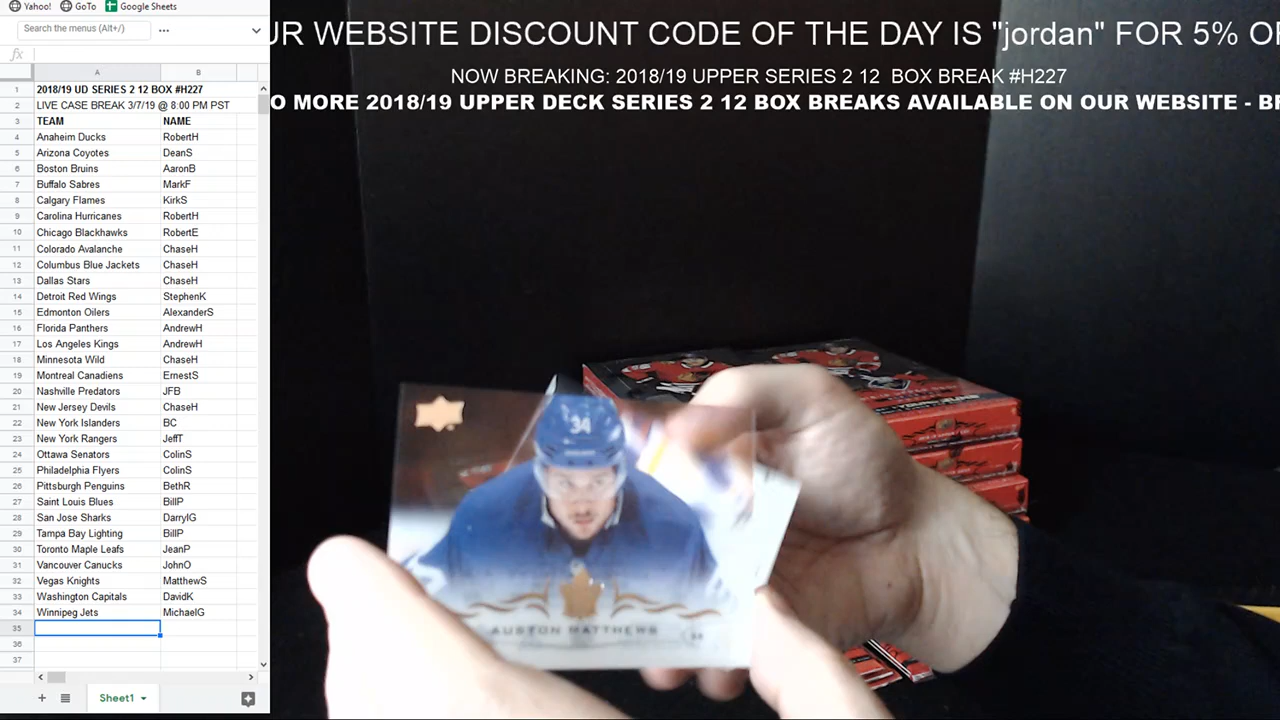 Yahoo! GoTo Google Sheets
Search the menus (Alt+/)
fx
A B
1 2018/19 UD SERIES 2 12 BOX #H227
2 LIVE CASE BREAK 3/7/19 @ 8:00 PM PST
3 TEAM NAME
4 Anaheim Ducks RobertH
5 Arizona Coyotes DeanS
6 Boston Bruins AaronB
7 Buffalo Sabres MarkF
8 Calgary Flames KirkS
9 Carolina Hurricanes RobertH
10 Chicago Blackhawks RobertE
11 Colorado Avalanche ChaseH
12 Columbus Blue Jackets ChaseH
13 Dallas Stars ChaseH
14 Detroit Red Wings StephenK
15 Edmonton Oilers AlexanderS
16 Florida Panthers AndrewH
17 Los Angeles Kings AndrewH
18 Minnesota Wild ChaseH
19 Montreal Canadiens ErnestS
20 Nashville Predators JFB
21 New Jersey Devils ChaseH
22 New York Islanders BC
23 New York Rangers JeffT
24 Ottawa Senators ColinS
25 Philadelphia Flyers ColinS
26 Pittsburgh Penguins BethR
27 Saint Louis Blues BillP
28 San Jose Sharks DarrylG
29 Tampa Bay Lighting BillP
30 Toronto Maple Leafs JeanP
31 Vancouver Canucks JohnO
32 Vegas Knights MatthewS
33 Washington Capitals DavidK
34 Winnipeg Jets MichaelG
35
36
37
Sheet1
UR WEBSITE DISCOUNT CODE OF THE DAY IS "jordan" FOR 5% OF
NOW BREAKING: 2018/19 UPPER SERIES 2 12 BOX BREAK #H227
O MORE 2018/19 UPPER DECK SERIES 2 12 BOX BREAKS AVAILABLE ON OUR WEBSITE - BR
34
AUSTON MATTHEWS